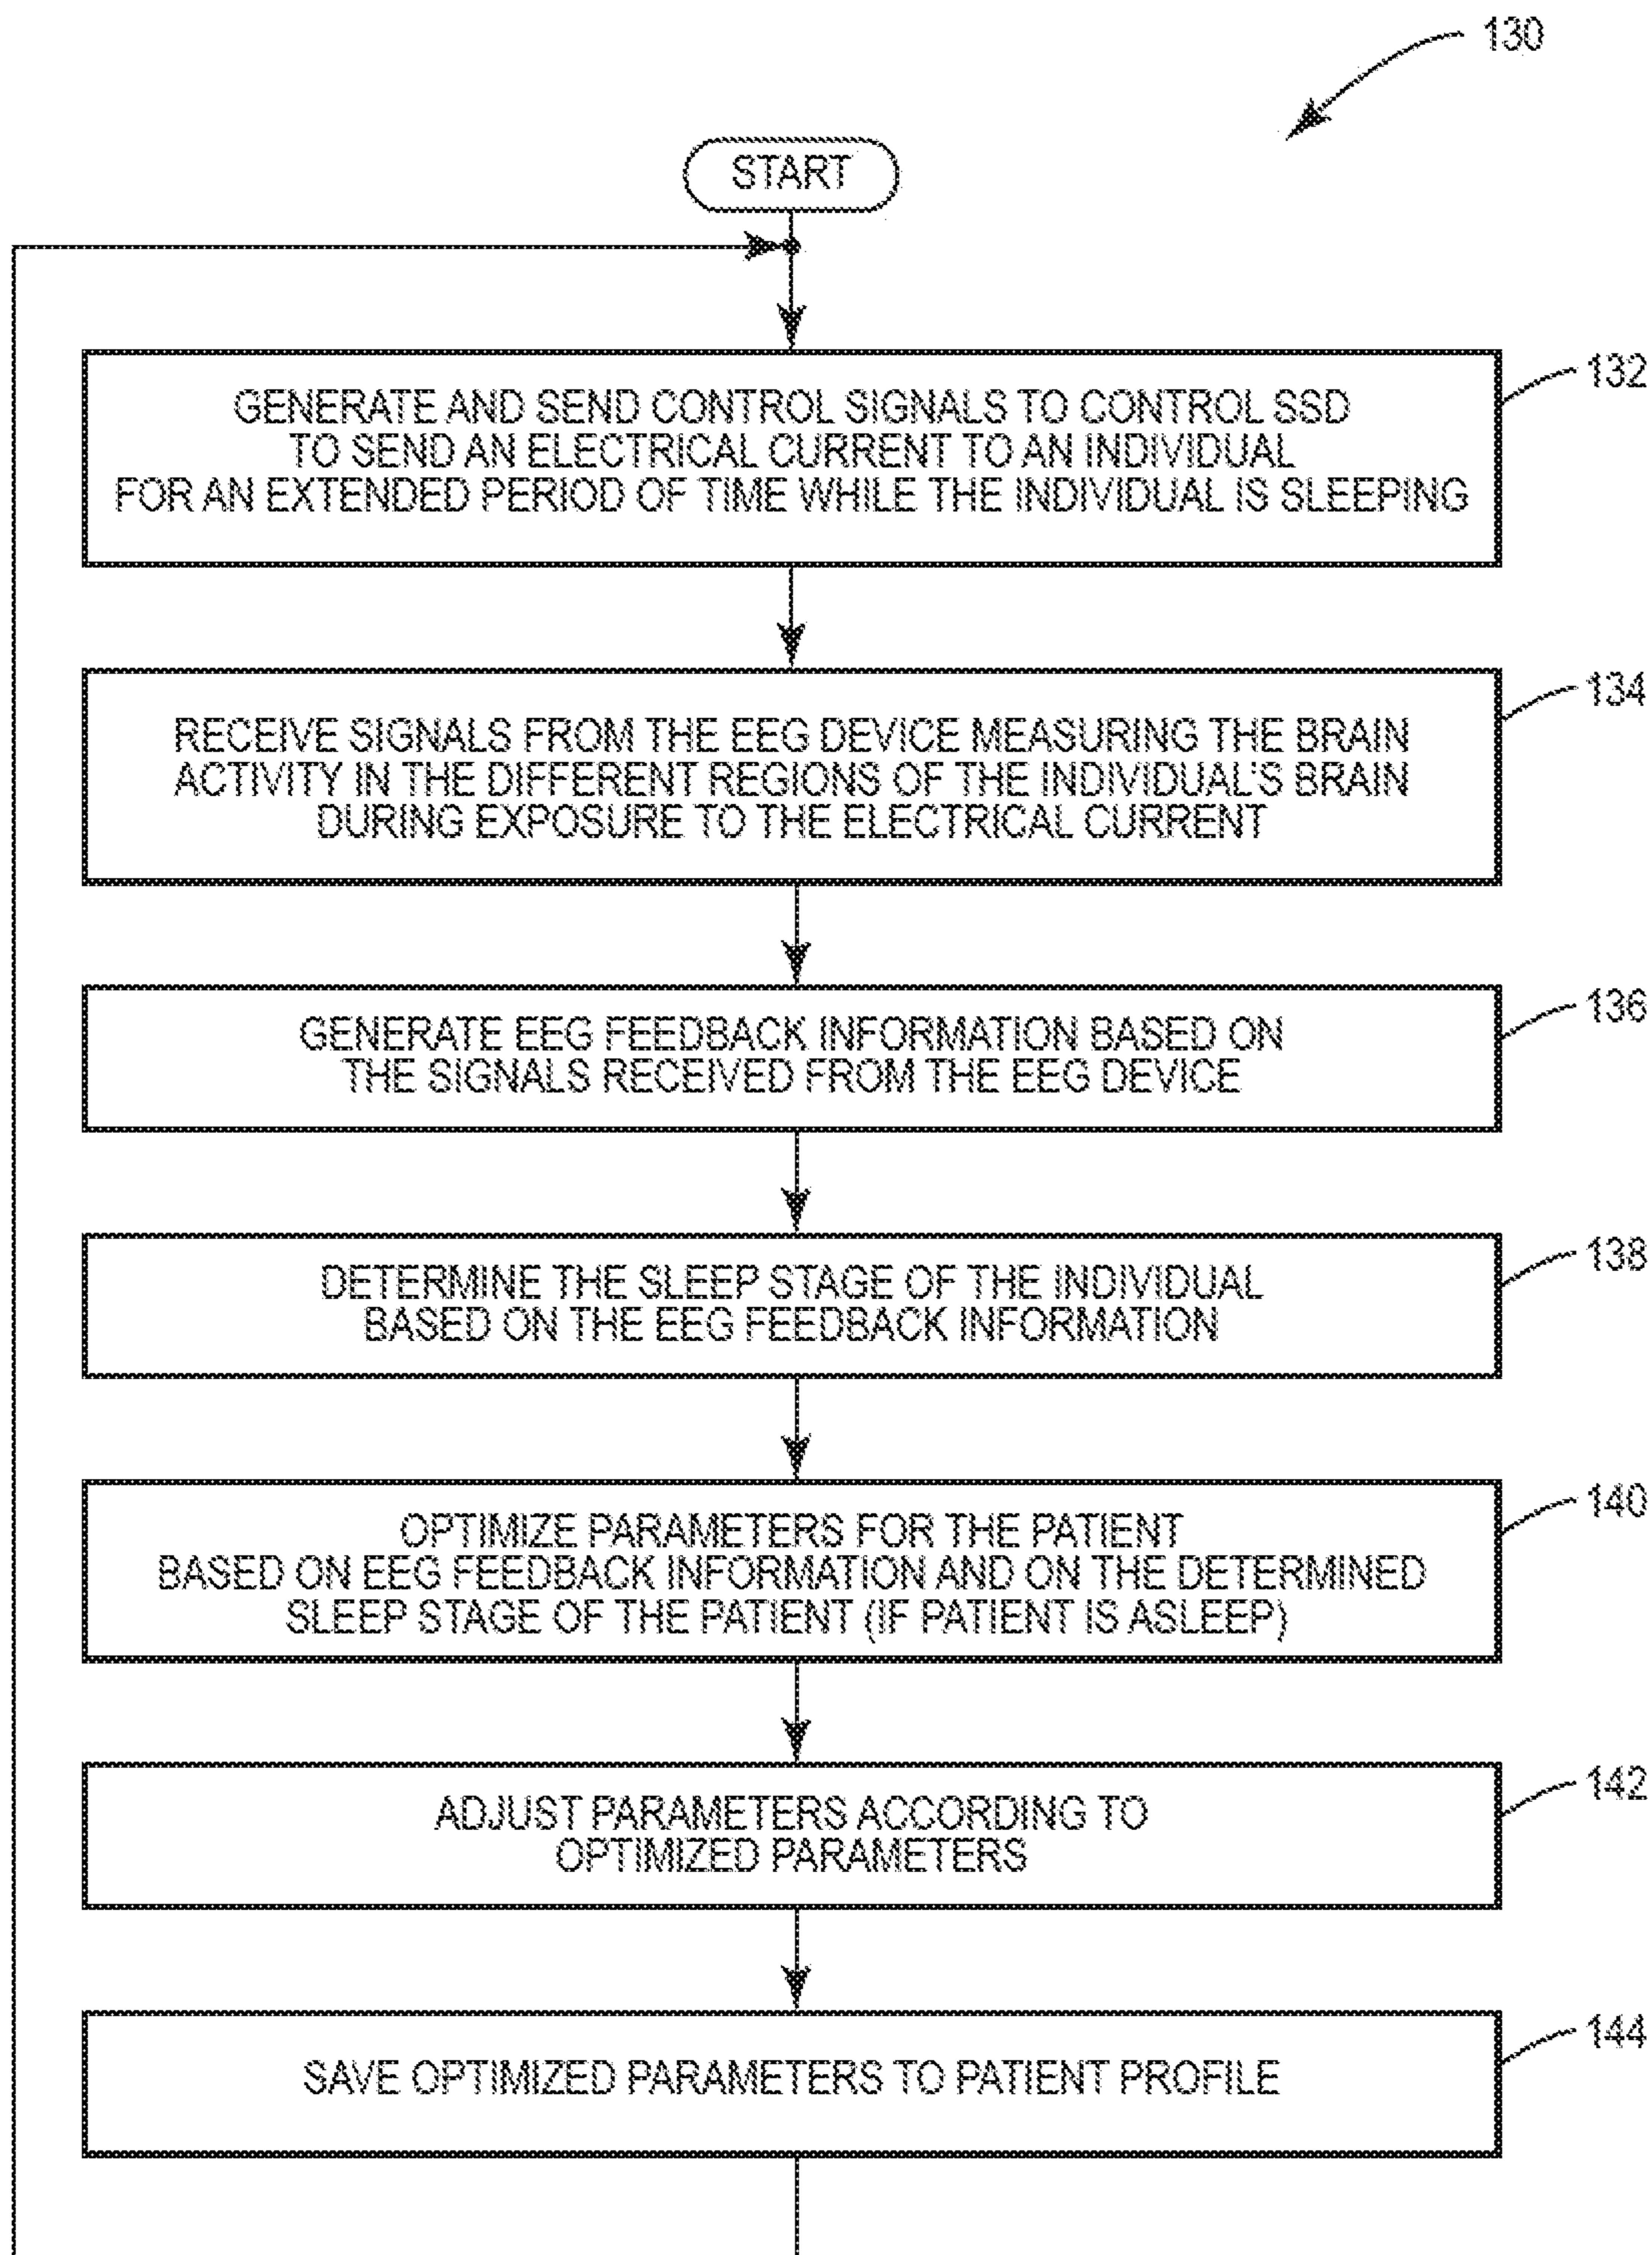 130
START
GENERATE AND SEND CONTROL SIGNALS TO CONTROL SSD
TO SEND AN ELECTRICAL CURRENT TO AN INDIVIDUAL
FOR AN EXTENDED PERIOD OF TIME WHILE THE INDIVIDUAL IS SLEEPING
132
RECEIVE SIGNALS FROM THE EEG DEVICE MEASURING THE BRAIN
ACTIVITY IN THE DIFFERENT REGIONS OF THE INDIVIDUAL'S BRAIN
DURING EXPOSURE TO THE ELECTRICAL CURRENT
134
GENERATE EEG FEEDBACK INFORMATION BASED ON
THE SIGNALS RECEIVED FROM THE EEG DEVICE
136
DETERMINE THE SLEEP STAGE OF THE INDIVIDUAL
BASED ON THE EEG FEEDBACK INFORMATION
138
OPTIMIZE PARAMETERS FOR THE PATIENT
BASED ON EEG FEEDBACK INFORMATION AND ON THE DETERMINED
SLEEP STAGE OF THE PATIENT (IF PATIENT IS ASLEEP)
140
ADJUST PARAMETERS ACCORDING TO
OPTIMIZED PARAMETERS
142
SAVE OPTIMIZED PARAMETERS TO PATIENT PROFILE
144